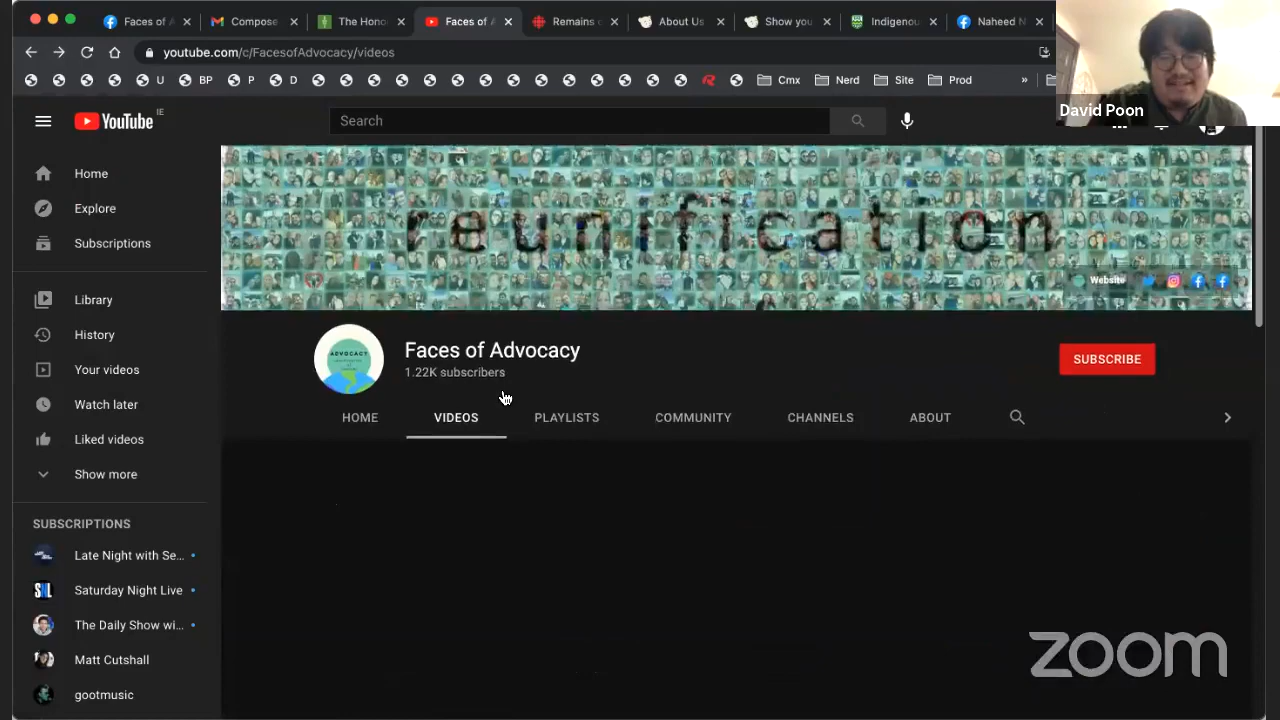 Faces of A
Compose
The Hono
Faces of A
Remains o
About Us
Show you
Indigenou
Naheed N
youtube.com/c/FacesofAdvocacy/videos
U
BP
P
D
Cmx
Nerd
Site
Prod
»
David Poon
YouTube IE
Search
Home
Explore
Subscriptions
Library
History
Your videos
Watch later
Liked videos
Show more
SUBSCRIPTIONS
Late Night with Se...
Saturday Night Live
The Daily Show wi...
Matt Cutshall
gootmusic
reunification
Website
ADVOCACY
Faces of Advocacy
1.22K subscribers
SUBSCRIBE
HOME
VIDEOS
PLAYLISTS
COMMUNITY
CHANNELS
ABOUT
zoom